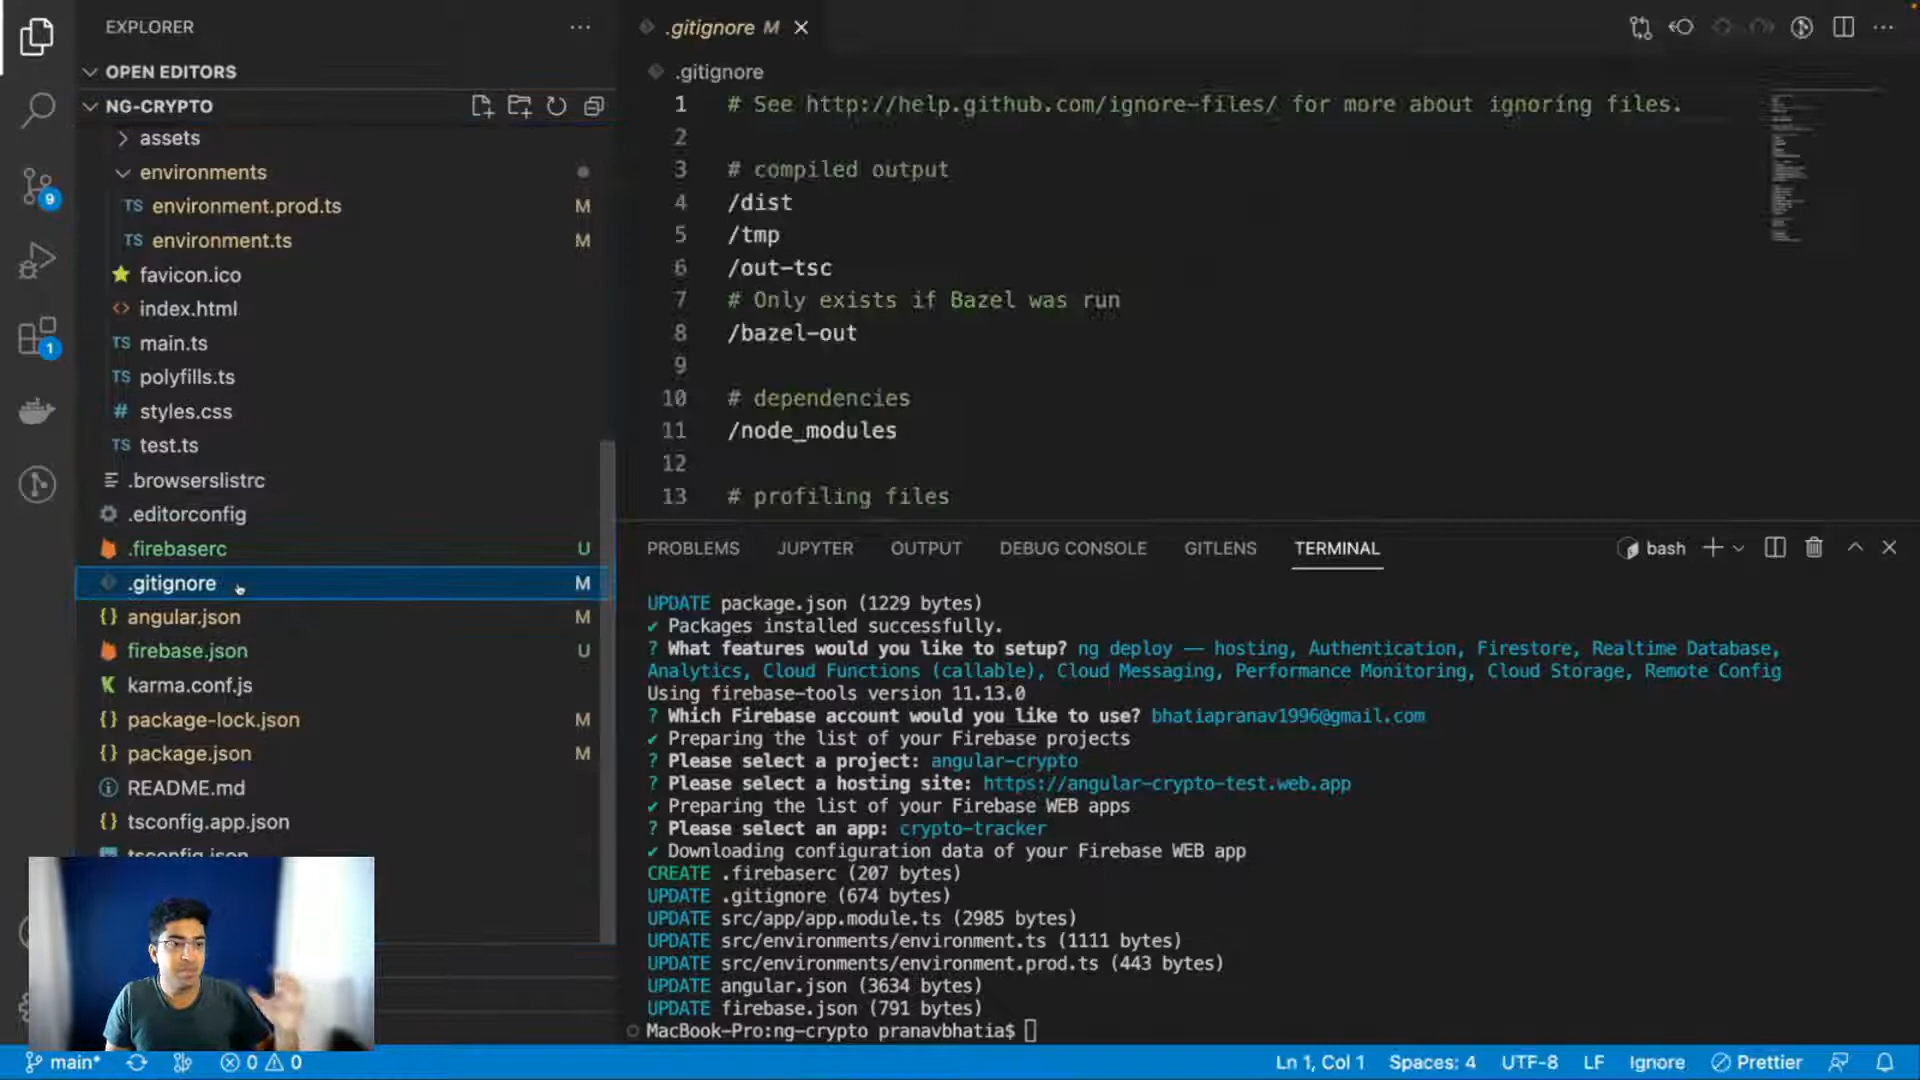 EXPLORER
OPEN EDITORS
NG-CRYPTO
assets
environments
TS environment.prod.ts M
TS environment.ts M
favicon.ico
<> index.html
TS main.ts
TS polyfills.ts
# styles.css
TS test.ts
.browserslistrc
.editorconfig
.firebaserc U
.gitignore M
{} angular.json M
firebase.json U
K karma.conf.js
{} package-lock.json M
{} package.json M
README.md
{} tsconfig.app.json
tsconfig.json
9
1
.gitignore M
.gitignore
1 # See http://help.github.com/ignore-files/ for more about ignoring files.
2
3 # compiled output
4 /dist
5 /tmp
6 /out-tsc
7 # Only exists if Bazel was run
8 /bazel-out
9
10 # dependencies
11 /node_modules
12
13 # profiling files
PROBLEMS JUPYTER OUTPUT DEBUG CONSOLE GITLENS TERMINAL bash
UPDATE package.json (1229 bytes)
✔ Packages installed successfully.
? What features would you like to setup? ng deploy -- hosting, Authentication, Firestore, Realtime Database,
Analytics, Cloud Functions (callable), Cloud Messaging, Performance Monitoring, Cloud Storage, Remote Config
Using firebase-tools version 11.13.0
? Which Firebase account would you like to use? bhatiapranav1996@gmail.com
✔ Preparing the list of your Firebase projects
? Please select a project: angular-crypto
? Please select a hosting site: https://angular-crypto-test.web.app
✔ Preparing the list of your Firebase WEB apps
? Please select an app: crypto-tracker
✔ Downloading configuration data of your Firebase WEB app
CREATE .firebaserc (207 bytes)
UPDATE .gitignore (674 bytes)
UPDATE src/app/app.module.ts (2985 bytes)
UPDATE src/environments/environment.ts (1111 bytes)
UPDATE src/environments/environment.prod.ts (443 bytes)
UPDATE angular.json (3634 bytes)
UPDATE firebase.json (791 bytes)
MacBook-Pro:ng-crypto pranavbhatia$
main* 0 0 Ln 1, Col 1 Spaces: 4 UTF-8 LF Ignore Prettier